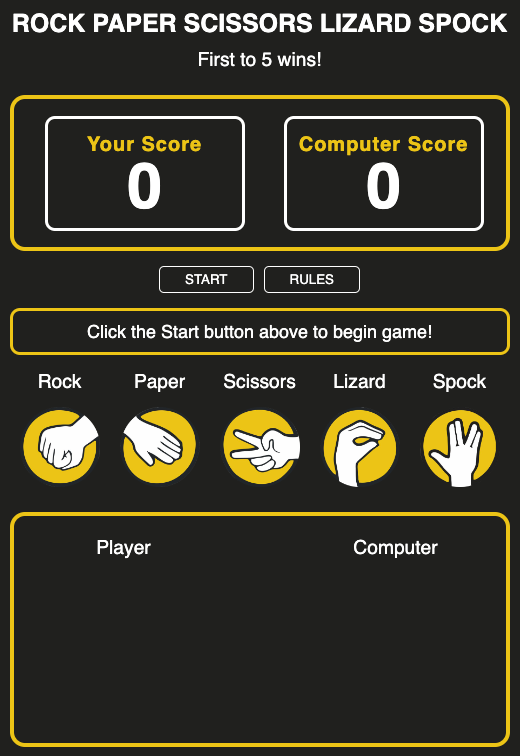 ROCK PAPER SCISSORS LIZARD SPOCK
First to 5 wins!
Your Score
0
Computer Score
0
START
RULES
Click the Start button above to begin game!
Rock Paper Scissors Lizard Spock
Player Computer